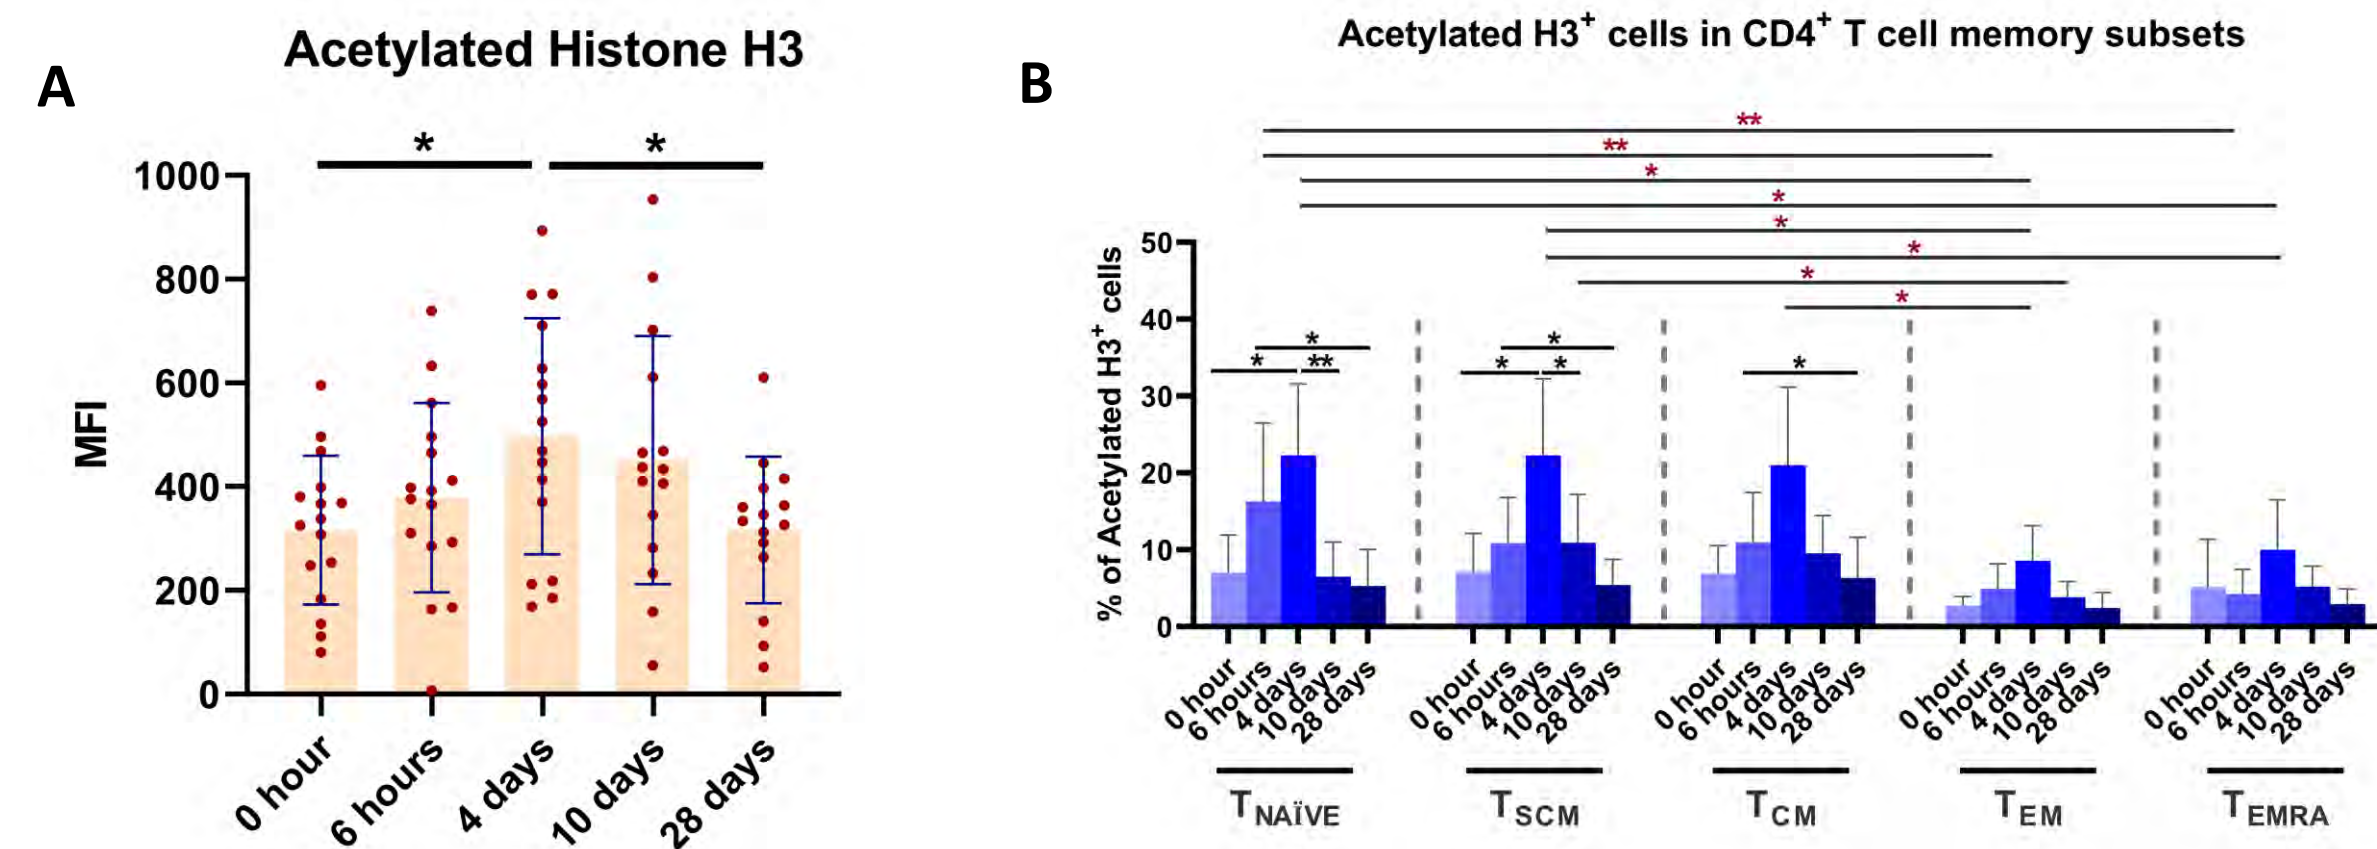 A
Acetylated Histone H3
* *
MFI
1000
800
600
400
200
0
0 hour 6 hours 4 days 10 days 28 days
B
Acetylated H3+ cells in CD4+ T cell memory subsets
**
**
*
*
*
*
*
*
* *
* ** * * *
% of Acetylated H3+ cells
50
40
30
20
10
0
0 hour 6 hours 4 days 10 days 28 days 0 hour 6 hours 4 days 10 days 28 days 0 hour 6 hours 4 days 10 days 28 days 0 hour 6 hours 4 days 10 days 28 days 0 hour 6 hours 4 days 10 days 28 days
TNAÏVE TSCM TCM TEM TEMRA